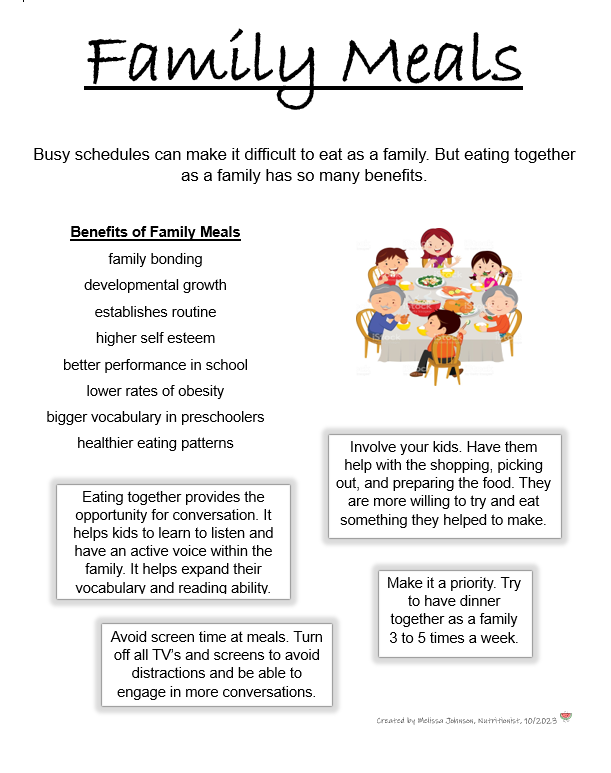 Family Meals
Busy schedules can make it difficult to eat as a family. But eating together
as a family has so many benefits.
Benefits of Family Meals
family bonding
developmental growth
establishes routine
higher self esteem
better performance in school
lower rates of obesity
bigger vocabulary in preschoolers
healthier eating patterns
Involve your kids. Have them
help with the shopping, picking
out, and preparing the food. They
are more willing to try and eat
something they helped to make.
Eating together provides the
opportunity for conversation. It
helps kids to learn to listen and
have an active voice within the
family. It helps expand their
vocabulary and reading ability.
Make it a priority. Try
to have dinner
together as a family
3 to 5 times a week.
Avoid screen time at meals. Turn
off all TV's and screens to avoid
distractions and be able to
engage in more conversations.
Created by Melissa Johnson, Nutritionist, 10/2023